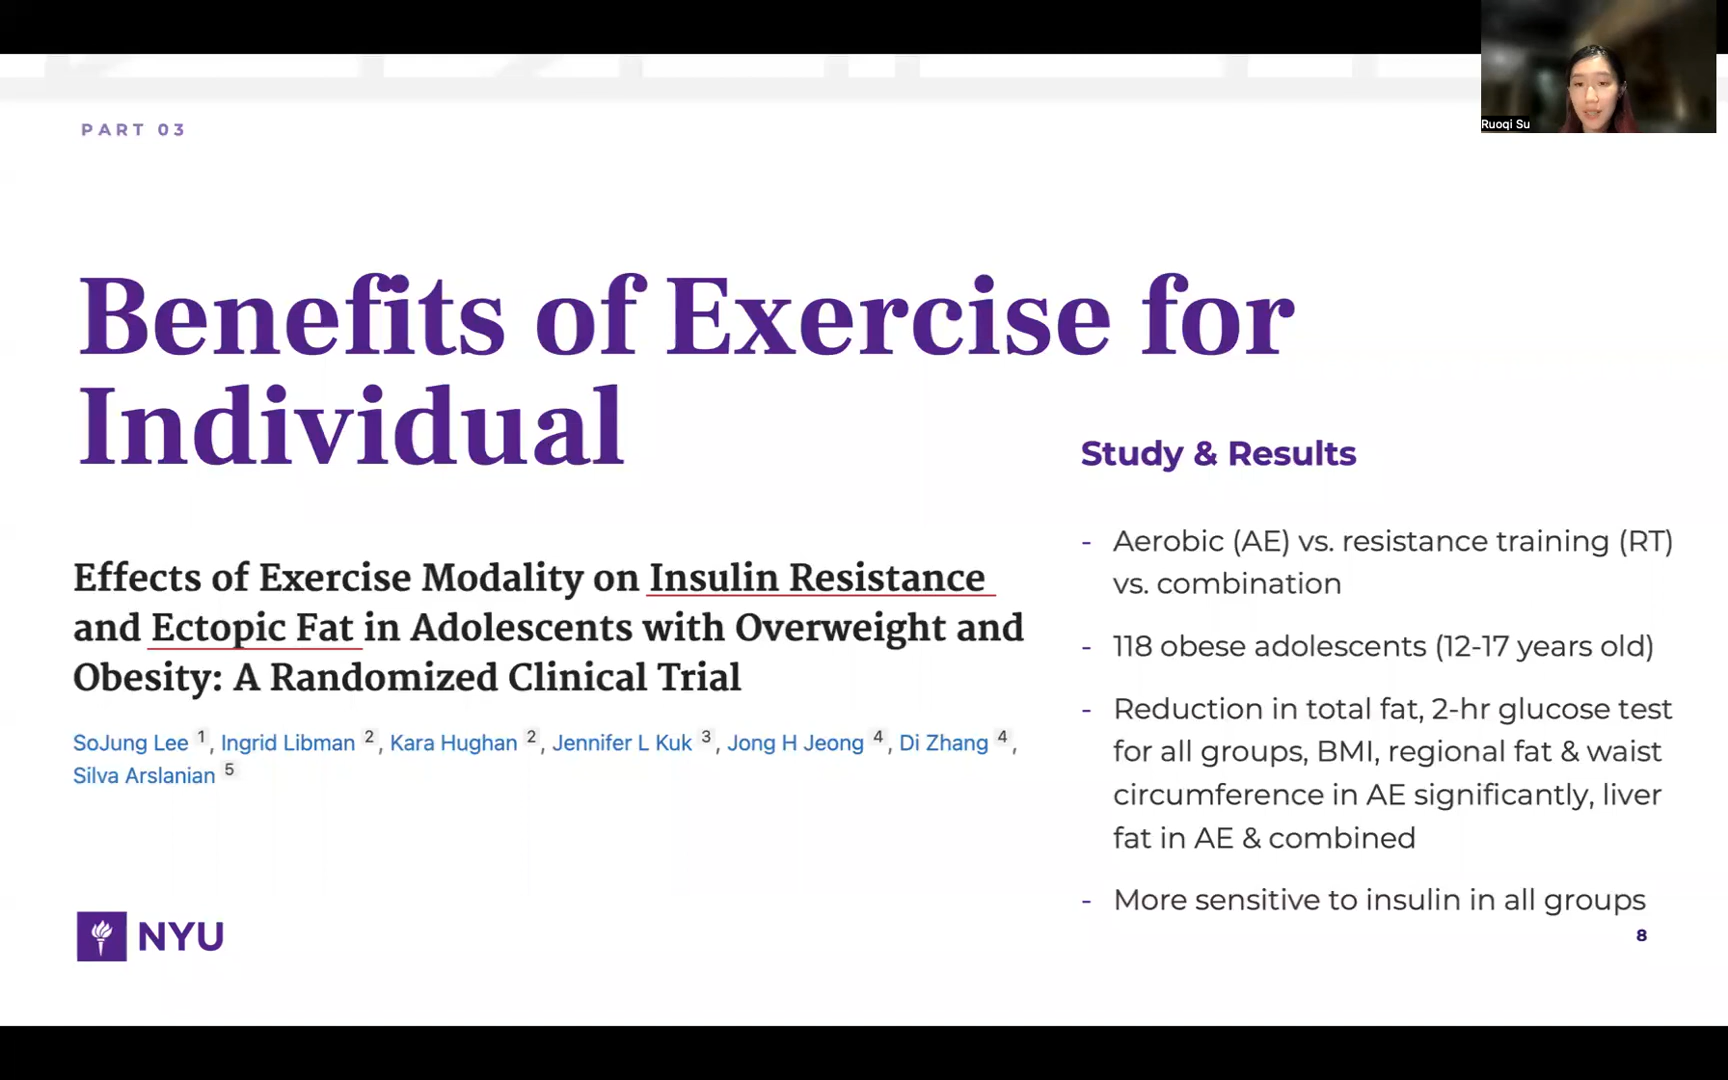 Ruoqi Su
PART 03
Benefits of Exercise for
Individual
Effects of Exercise Modality on Insulin Resistance
and Ectopic Fat in Adolescents with Overweight and
Obesity: A Randomized Clinical Trial
SoJung Lee 1, Ingrid Libman 2, Kara Hughan 2, Jennifer L Kuk 3, Jong H Jeong 4, Di Zhang 4,
Silva Arslanian 5
Study & Results
- Aerobic (AE) vs. resistance training (RT)
vs. combination
- 118 obese adolescents (12-17 years old)
- Reduction in total fat, 2-hr glucose test
for all groups, BMI, regional fat & waist
circumference in AE significantly, liver
fat in AE & combined
- More sensitive to insulin in all groups
NYU
8